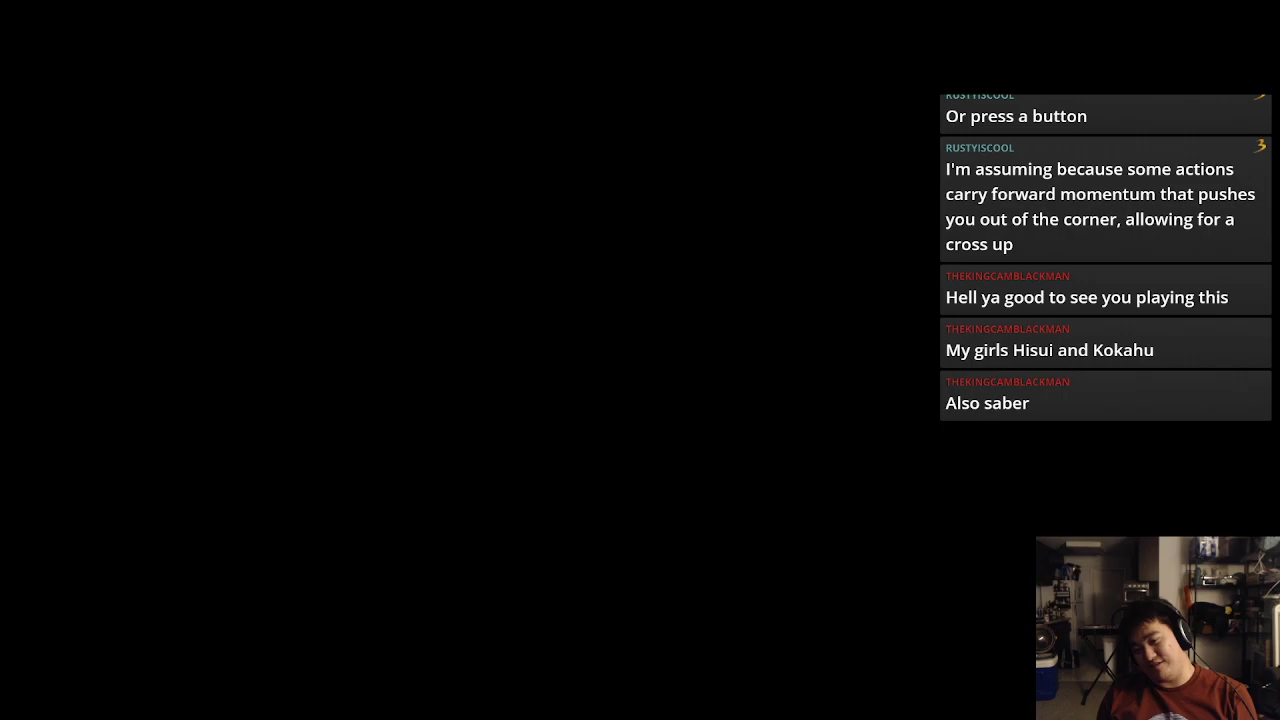 RUSTYISCOOL
Or press a button
RUSTYISCOOL
I'm assuming because some actions
carry forward momentum that pushes
you out of the corner, allowing for a
cross up
THEKINGCAMBLACKMAN
Hell ya good to see you playing this
THEKINGCAMBLACKMAN
My girls Hisui and Kokahu
THEKINGCAMBLACKMAN
Also saber